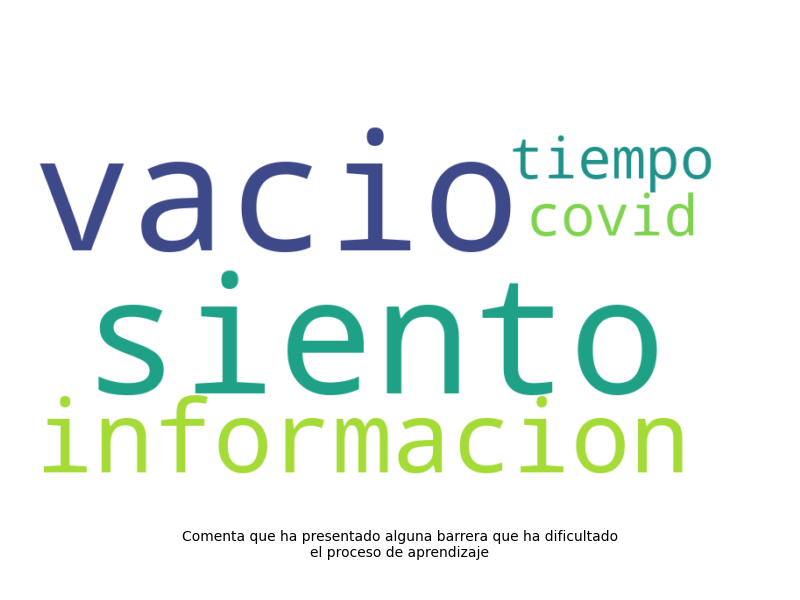 vacio
tiempo
covid
siento
informacion
Comenta que ha presentado alguna barrera que ha dificultado
el proceso de aprendizaje